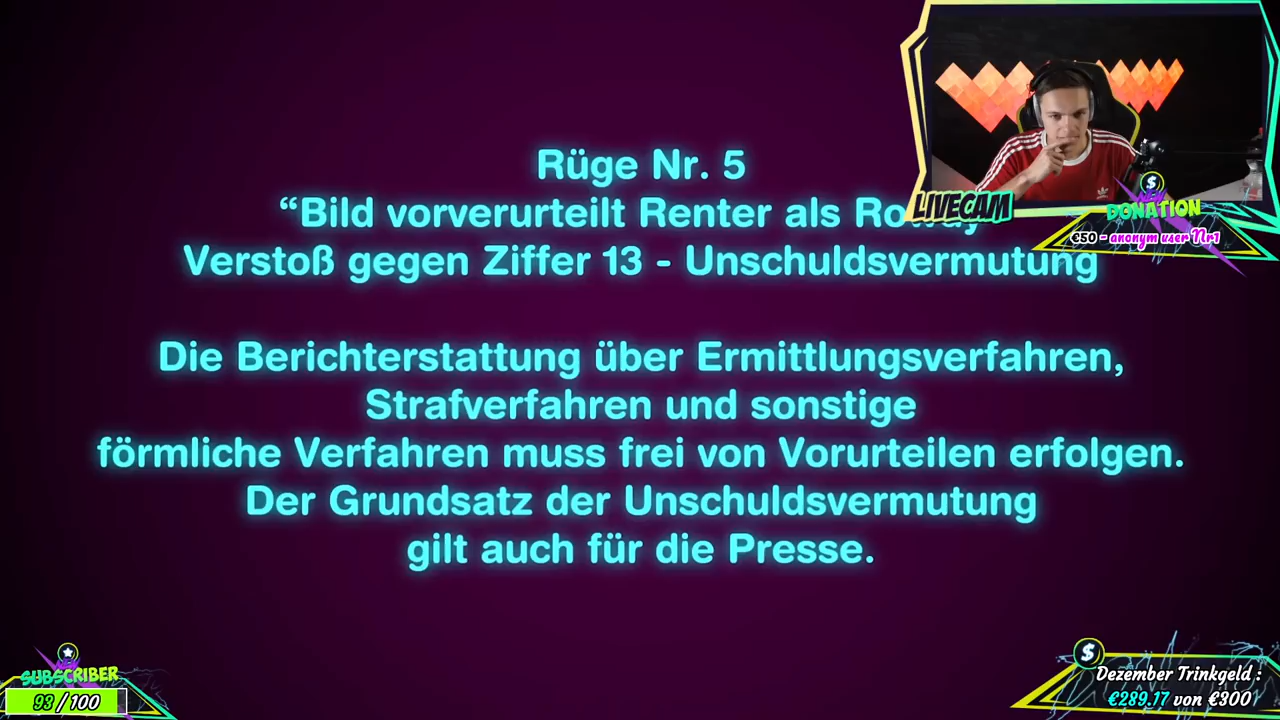 Rüge Nr. 5
“Bild vorverurteilt Renter als
Verstoß gegen Ziffer 13 - Unschuldsvermutung
Die Berichterstattung über Ermittlungsverfahren,
Strafverfahren und sonstige
förmliche Verfahren muss frei von Vorurteilen erfolgen.
Der Grundsatz der Unschuldsvermutung
gilt auch für die Presse.
LIVECAM
NEW
DONATION
€50 - anonym user Nr1
NEW
SUBSCRIBER
93 / 100
Dezember Trinkgeld :
€289.17 von €300